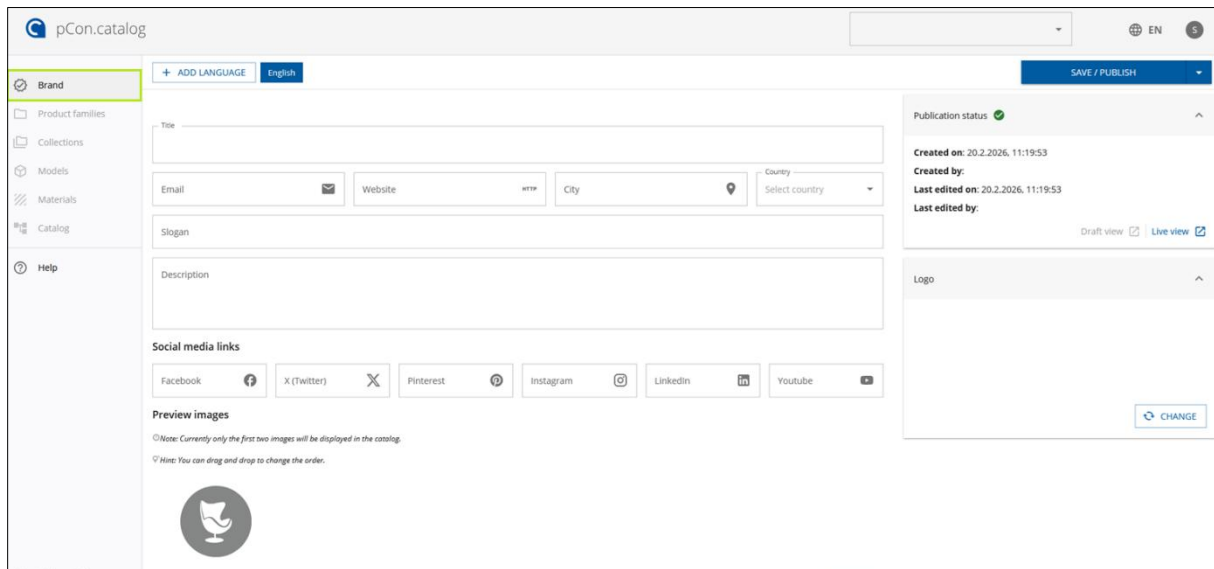 pCon.catalog
EN
S
Brand
Product families
Collections
Models
Materials
Catalog
Help
+ ADD LANGUAGE
English
SAVE / PUBLISH
Title
Email
Website
HTTP
City
Country
Select country
Slogan
Description
Social media links
Facebook
X (Twitter)
Pinterest
Instagram
LinkedIn
Youtube
Preview images
Note: Currently only the first two images will be displayed in the catalog.
Hint: You can drag and drop to change the order.
Publication status
Created on: 20.2.2026, 11:19:53
Created by:
Last edited on: 20.2.2026, 11:19:53
Last edited by:
Draft view
Live view
Logo
CHANGE